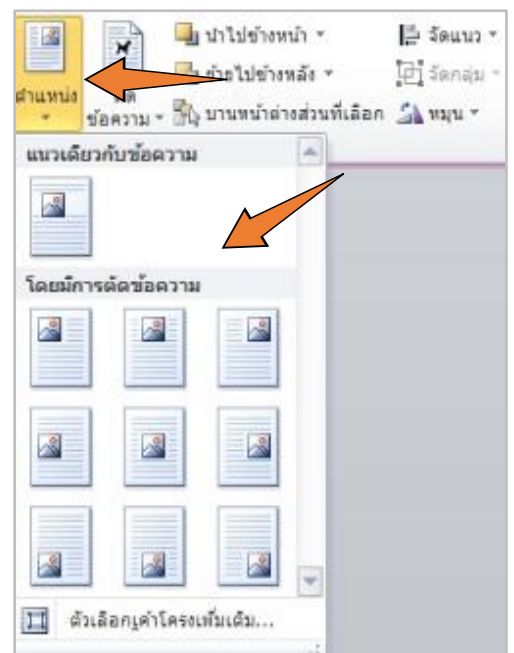 นำไปข้างหน้า
จัดแนว
ย้ายไปข้างหลัง
จัดกลุ่ม
ตำแหน่ง
ข้อความ
บานหน้าต่างส่วนที่เลือก
หมุน
แนวเดียวกับข้อความ
โดยมีการตัดข้อความ
ตัวเลือกเค้าโครงเพิ่มเติม...